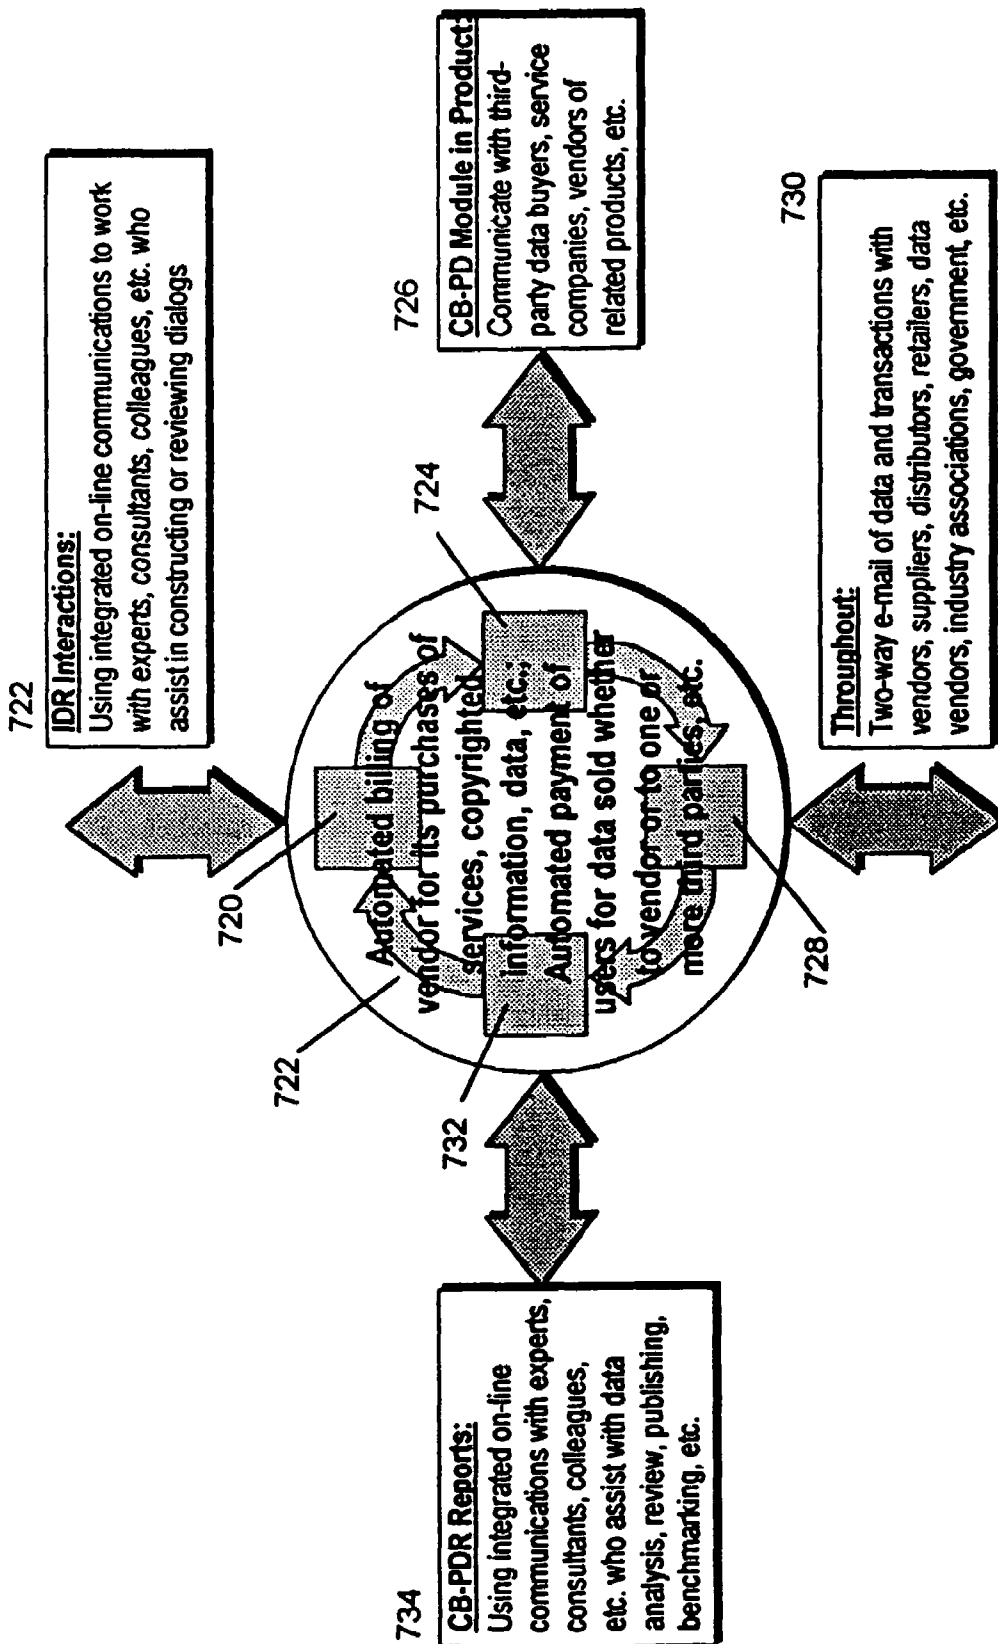 722
IDR Interactions:
Using integrated on-line communications to work
with experts, consultants, colleagues, etc. who
assist in constructing or reviewing dialogs
734
CB-PDR Reports:
Using integrated on-line
communications with experts,
consultants, colleagues,
etc. who assist with data
analysis, review, publishing,
benchmarking, etc.
720
722
732
724
728
Automated billing of
vendor for its purchases of
services, copyrighted
information, data, etc.;
Automated payment of
users for data sold whether
to vendor or to one or
more third parties, etc.
726
CB-PD Module in Product:
Communicate with third-
party data buyers, service
companies, vendors of
related products, etc.
730
Throughout:
Two-way e-mail of data and transactions with
vendors, suppliers, distributors, retailers, data
vendors, industry associations, government, etc.